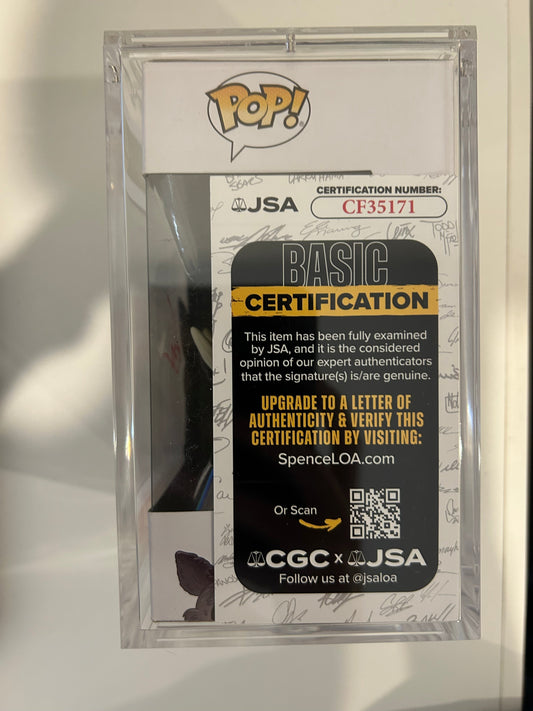 POP!
CERTIFICATION NUMBER:
JSA
CF35171
BASIC
CERTIFICATION
This item has been fully examined
by JSA, and it is the considered
opinion of our expert authenticators
that the signature(s) is/are genuine.
UPGRADE TO A LETTER OF
AUTHENTICITY & VERIFY THIS
CERTIFICATION BY VISITING:
SpenceLOA.com
Or Scan
CGC x JSA
Follow us at @jsaloa